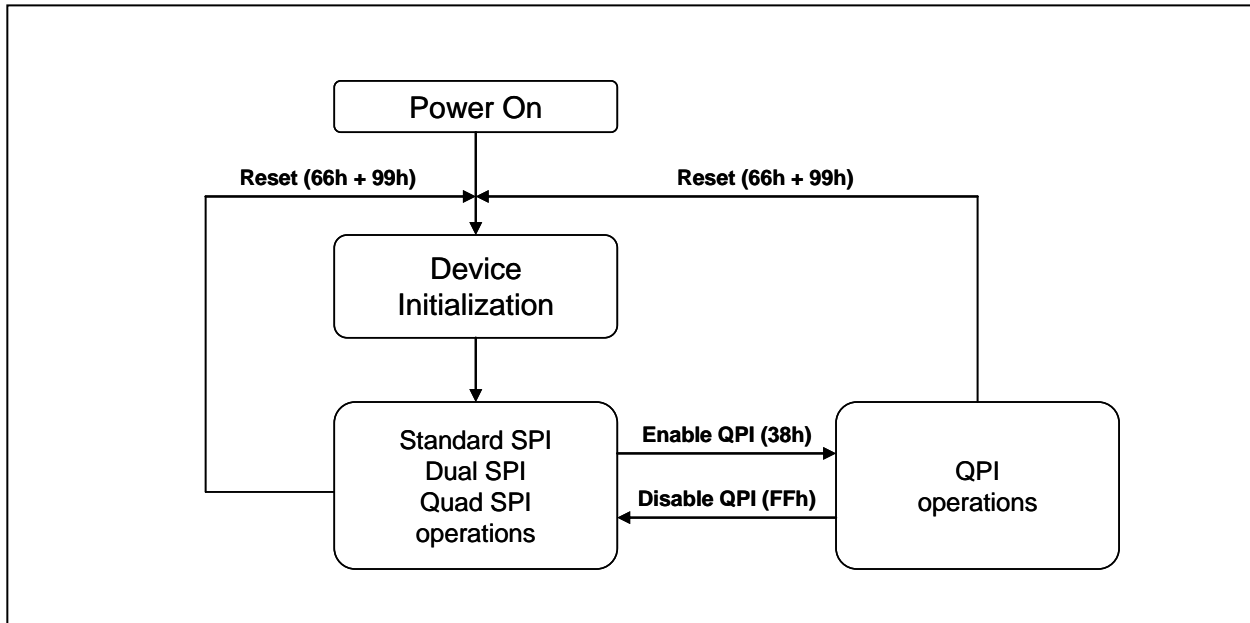 Power On
Reset (66h + 99h)
Reset (66h + 99h)
Device
Initialization
Standard SPI
Dual SPI
Quad SPI
operations
Enable QPI (38h)
Disable QPI (FFh)
QPI
operations